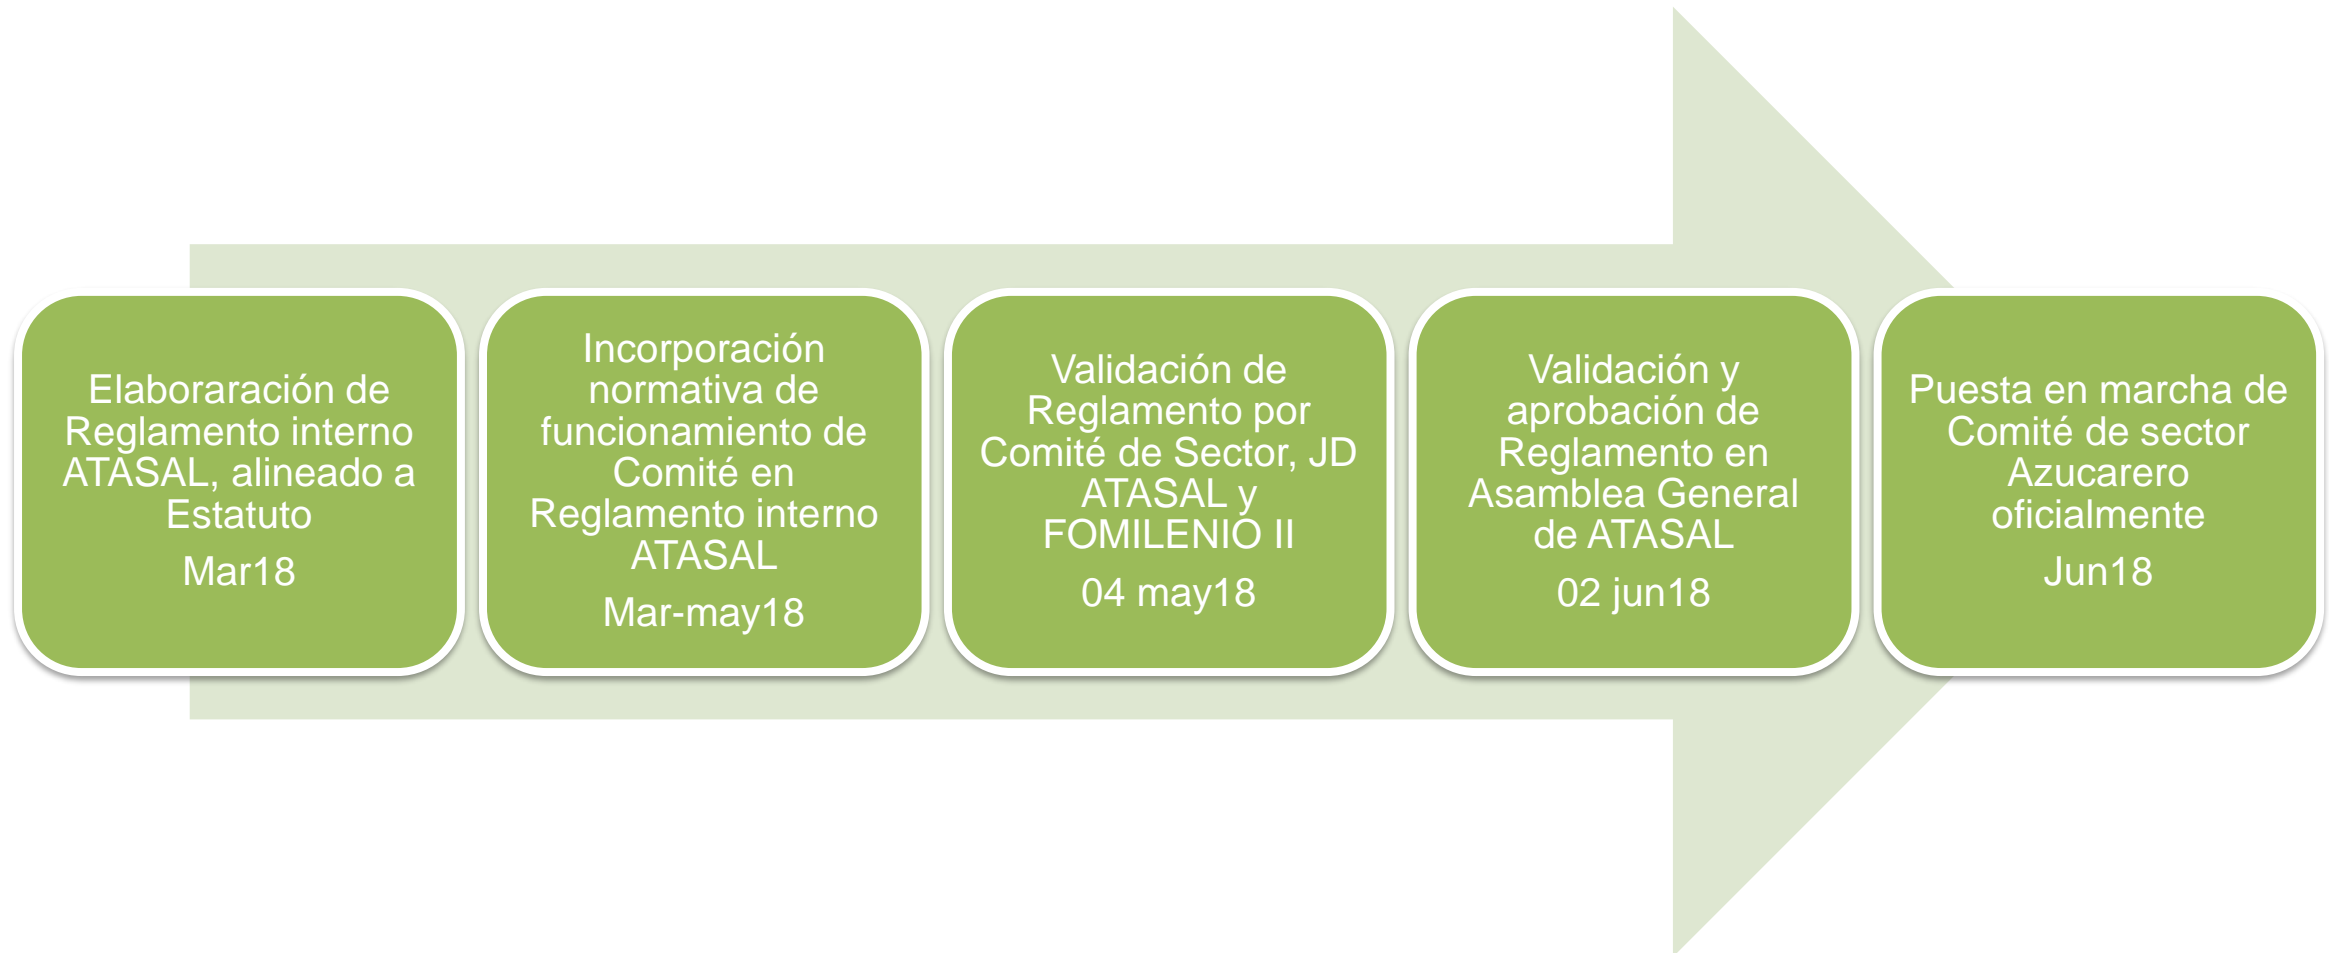 Elaboraración de
Reglamento interno
ATASAL, alineado a
Estatuto
Mar18
Incorporación
normativa de
funcionamiento de
Comité en
Reglamento interno
ATASAL
Mar-may18
Validación de
Reglamento por
Comité de Sector, JD
ATASAL y
FOMILENIO II
04 may18
Validación y
aprobación de
Reglamento en
Asamblea General
de ATASAL
02 jun18
Puesta en marcha de
Comité de sector
Azucarero
oficialmente
Jun18